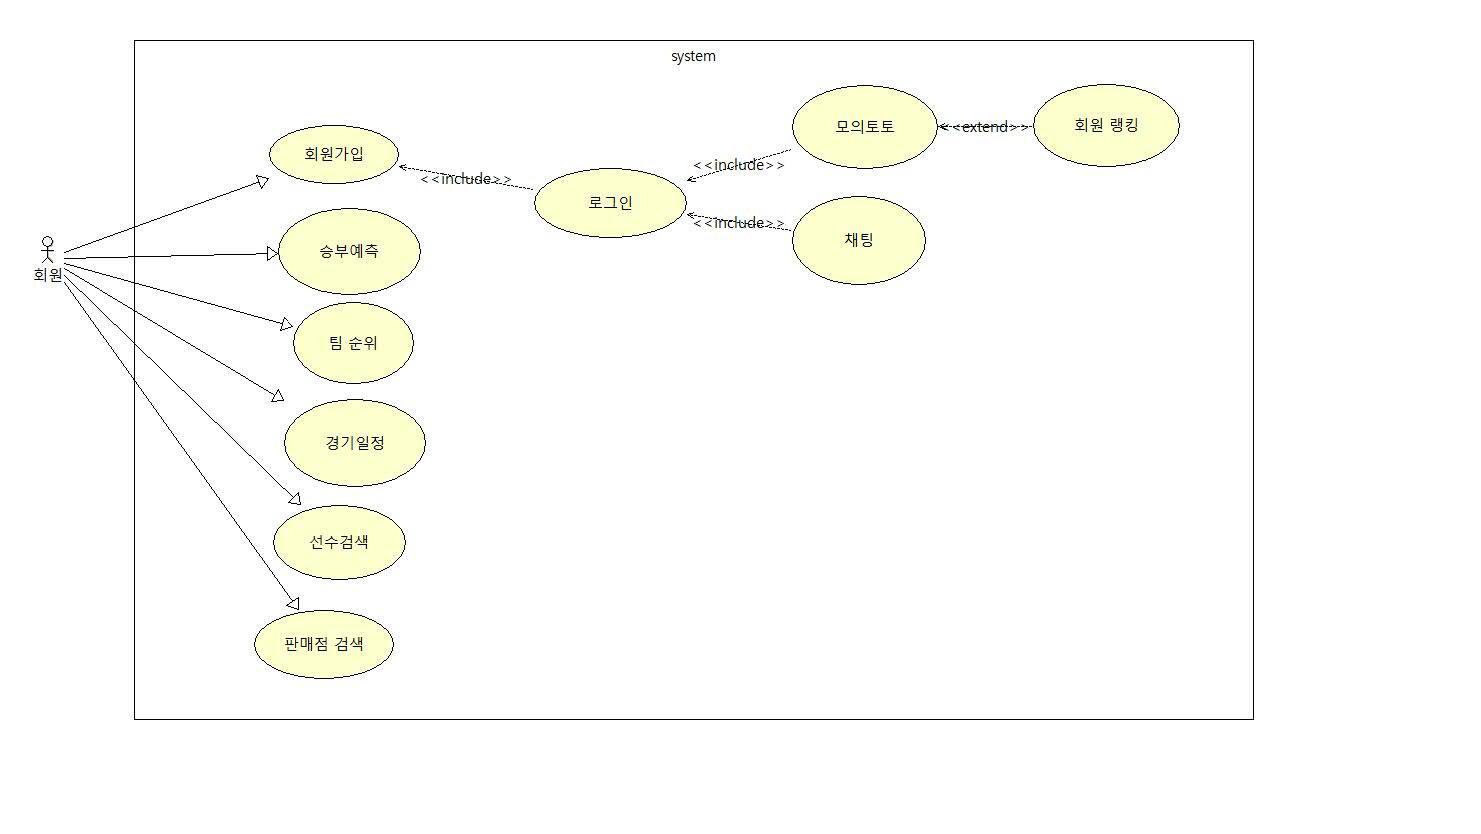 system
모의토토
<<extend>>
회원 랭킹
회원가입
<<include>>
<<include>>
로그인
<<include>>
채팅
승부예측
회원
팀 순위
경기일정
선수검색
판매점 검색